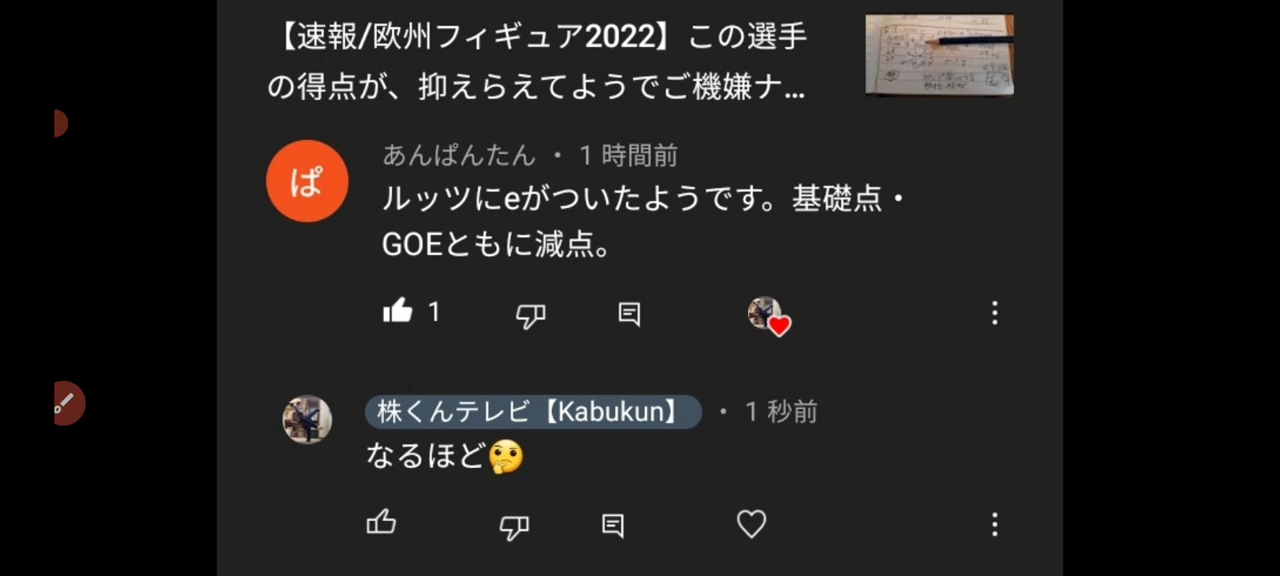 【速報/欧州フィギュア2022】この選手
の得点が、抑えらえてようでご機嫌ナ...
ぱ
あんぱんたん・1 時間前
ルッツにeがついたようです。基礎点・
GOEともに減点。
1
株くんテレビ【Kabukun】・1 秒前
なるほど🤔